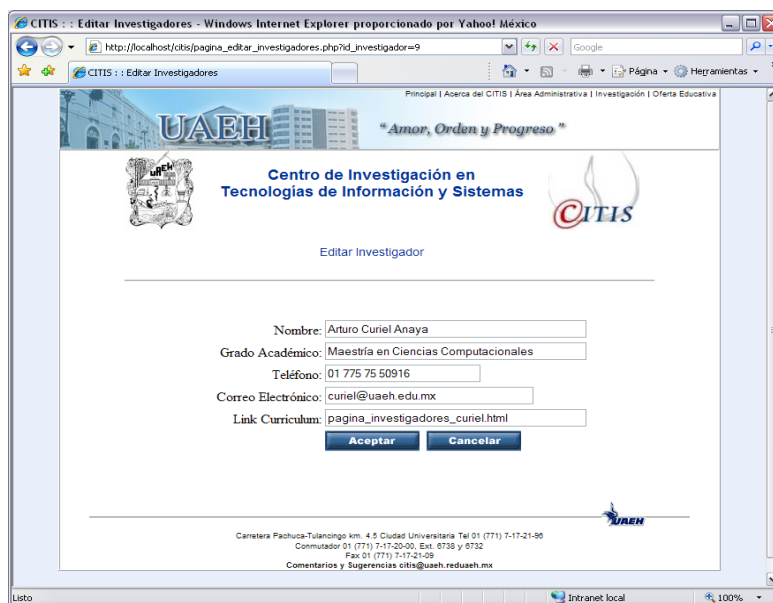 CITIS : : Editar Investigadores - Windows Internet Explorer proporcionado por Yahoo! México
http://localhost/citis/pagina_editar_investigadores.php?id_investigador=9
Google
CITIS : : Editar Investigadores
Página
Herramientas
Principal | Acerca del CITIS | Área Administrativa | Investigación | Oferta Educativa
UAEH
“ Amor, Orden y Progreso ”
UAEH
Centro de Investigación en
Tecnologías de Información y Sistemas
CITIS
Editar Investigador
Nombre: Arturo Curiel Anaya
Grado Académico: Maestría en Ciencias Computacionales
Teléfono: 01 775 75 50916
Correo Electrónico: curiel@uaeh.edu.mx
Link Curriculum: pagina_investigadores_curiel.html
Aceptar Cancelar
UAEH
Carretera Pachuca-Tulancingo km. 4.5 Ciudad Universitaria Tel 01 (771) 7-17-21-96
Conmutador 01 (771) 7-17-20-00, Ext. 6738 y 6732
Fax 01 (771) 7-17-21-09
Comentarios y Sugerencias citis@uaeh.reduaeh.mx
Listo
Intranet local
100%